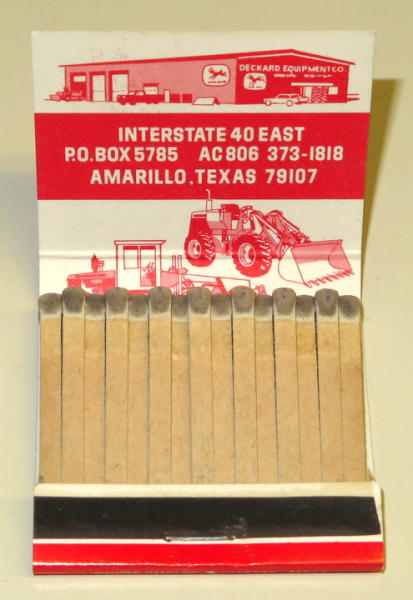 DECKARD EQUIPMENT CO.
INTERSTATE 40 EAST
P.O. BOX 5785 AC 806 373-1818
AMARILLO, TEXAS 79107